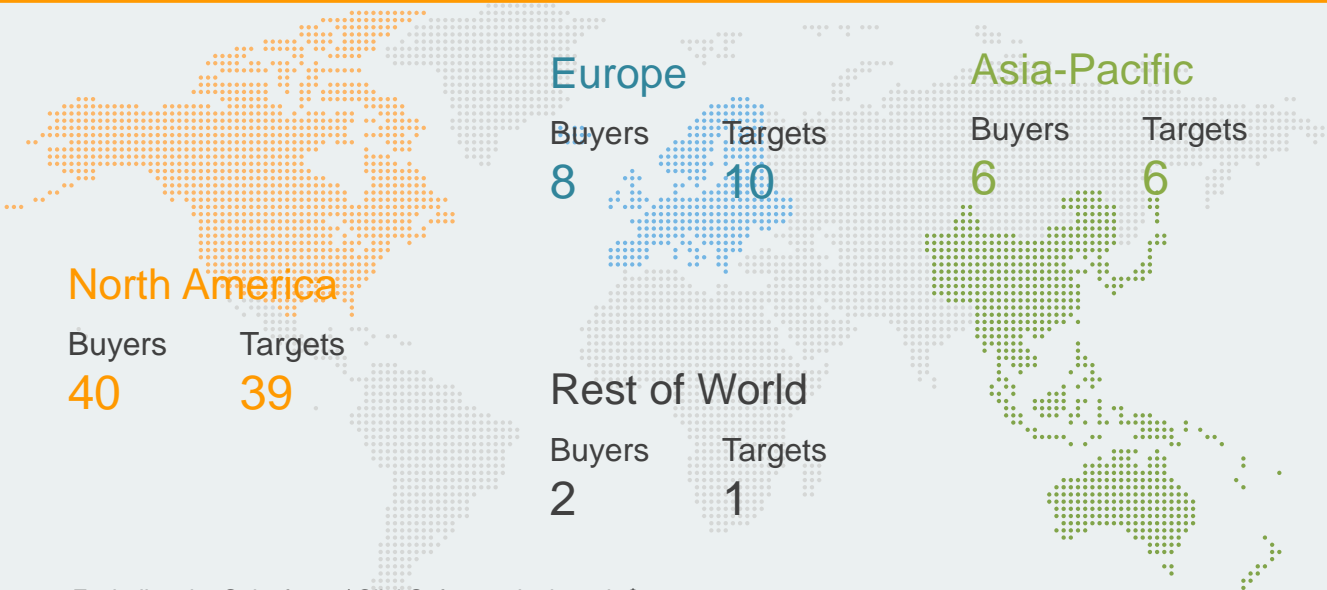 Europe
Buyers Targets
8 10
Asia-Pacific
Buyers Targets
6 6
North America
Buyers Targets
40 39
Rest of World
Buyers Targets
2 1